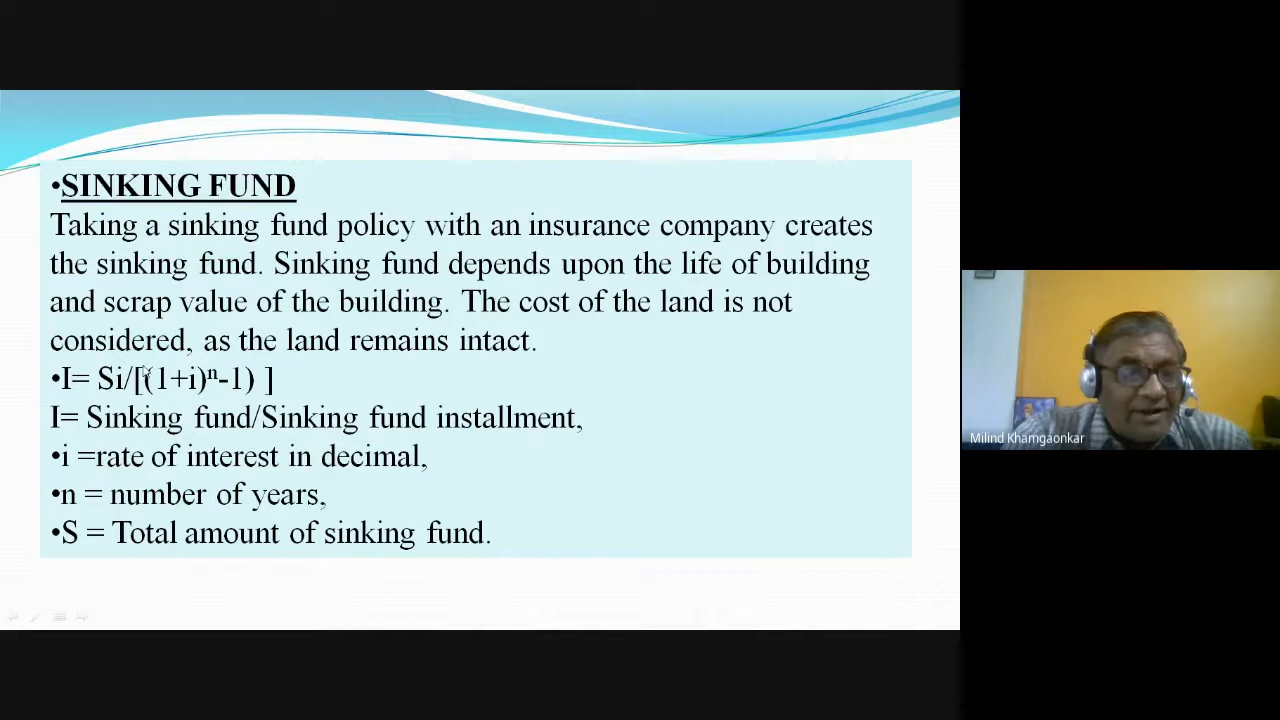 •SINKING FUND
Taking a sinking fund policy with an insurance company creates
the sinking fund. Sinking fund depends upon the life of building
and scrap value of the building. The cost of the land is not
considered, as the land remains intact.
•I= Si/[(1+i)ⁿ-1) ]
I= Sinking fund/Sinking fund installment,
•i =rate of interest in decimal,
•n = number of years,
•S = Total amount of sinking fund.
Milind Khamgaonkar